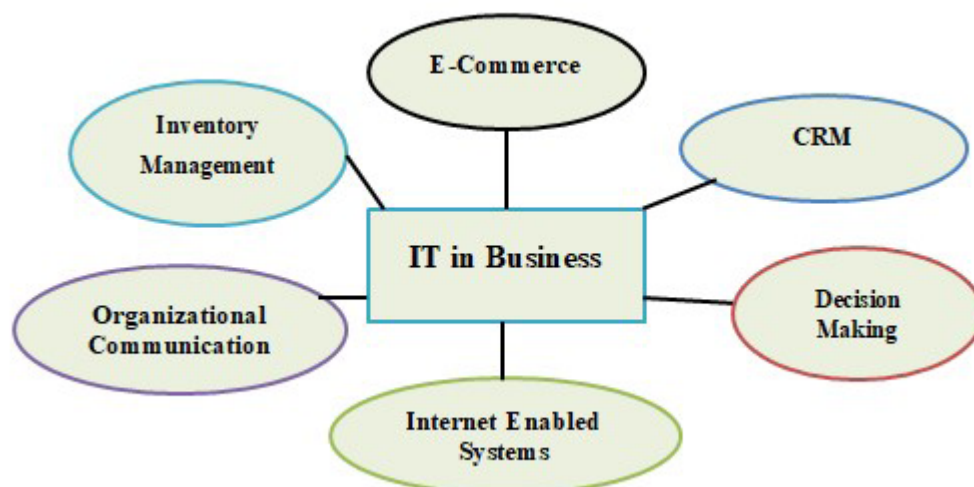 E-Commerce
Inventory
Management
CRM
IT in Business
Organizational
Communication
Decision
Making
Internet Enabled
Systems